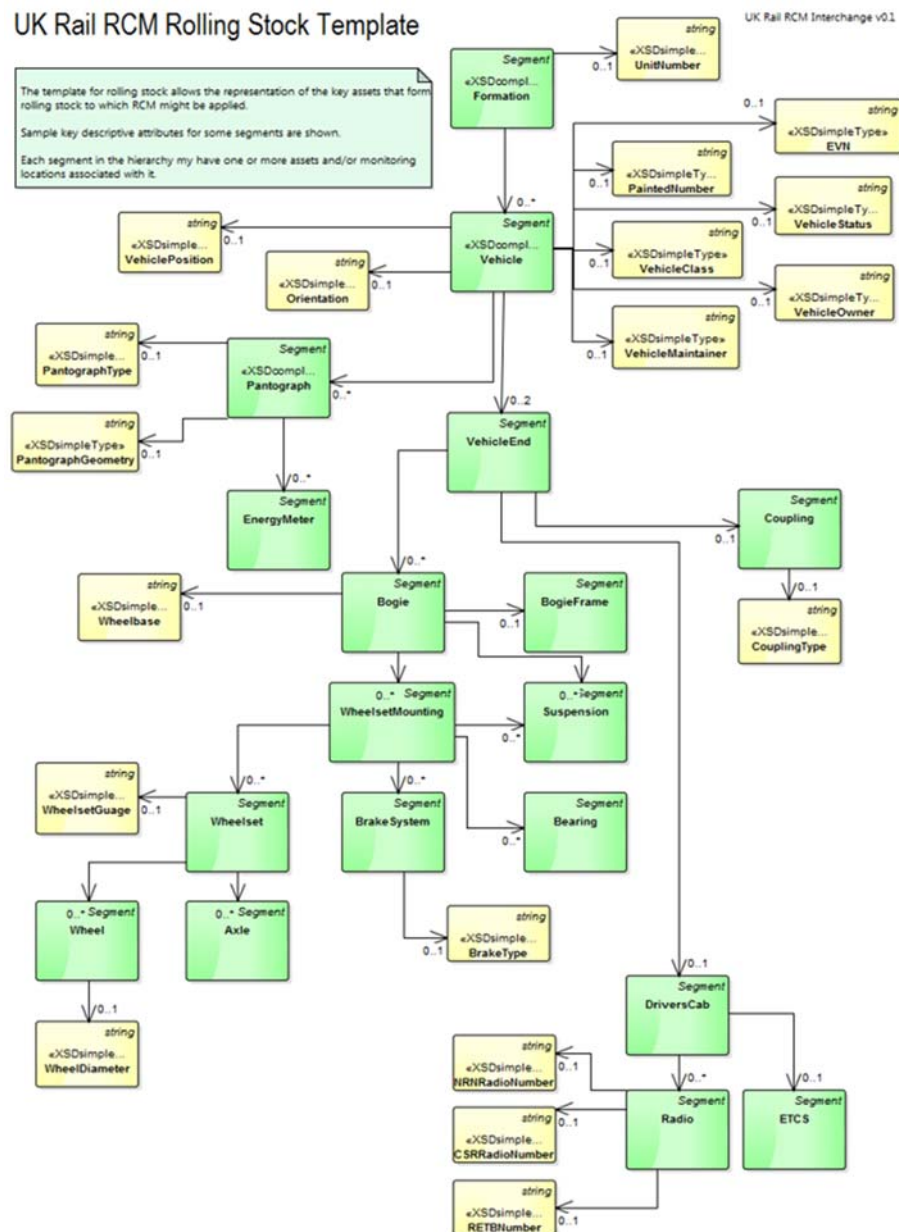 UK Rail RCM Rolling Stock Template
UK Rail RCM Interchange v0.1
The template for rolling stock allows the representation of the key assets that form
rolling stock to which RCM might be applied.
Sample key descriptive attributes for some segments are shown.
Each segment in the hierarchy my have one or more assets and/or monitoring
locations associated with it.
Segment
«XSDcompl...
Formation
string
«XSDsimple...
UnitNumber
0..1
0..*
string
«XSDsimpleType»
EVN
0..1
string
«XSDsimpleTy...
PaintedNumber
0..1
string
«XSDsimpleTy...
VehicleStatus
0..1
string
«XSDsimpleType»
VehicleClass
0..1
string
«XSDsimpleTy...
VehicleOwner
0..1
string
«XSDsimpleType»
VehicleMaintainer
0..1
Segment
«XSDcompl...
Vehicle
string
«XSDsimple...
VehiclePosition
0..1
string
«XSDsimple...
Orientation
0..1
string
«XSDsimple...
PantographType
0..1
Segment
«XSDcompl...
Pantograph
0..*
string
«XSDsimpleType»
PantographGeometry
0..1
0..2
Segment
VehicleEnd
0..*
Segment
EnergyMeter
Segment
Coupling
0..1
0..1
string
«XSDsimple...
CouplingType
0..*
Segment
Bogie
string
«XSDsimple...
Wheelbase
0..1
Segment
BogieFrame
0..1
0..* Segment
WheelsetMounting
0..* Segment
Suspension
0..*
string
«XSDsimple...
WheelsetGuage
0..1
0..*
Segment
Wheelset
0..*
Segment
BrakeSystem
Segment
Bearing
0..*
0..* Segment
Wheel
0..* Segment
Axle
string
«XSDsimple...
BrakeType
0..1
0..1
string
«XSDsimple...
WheelDiameter
0..1
Segment
DriversCab
string
«XSDsimple...
NRNRadioNumber
0..1
0..*
Segment
Radio
0..1
Segment
ETCS
string
«XSDsimple...
CSRRadioNumber
0..1
string
«XSDsimple...
RETBNumber
0..1